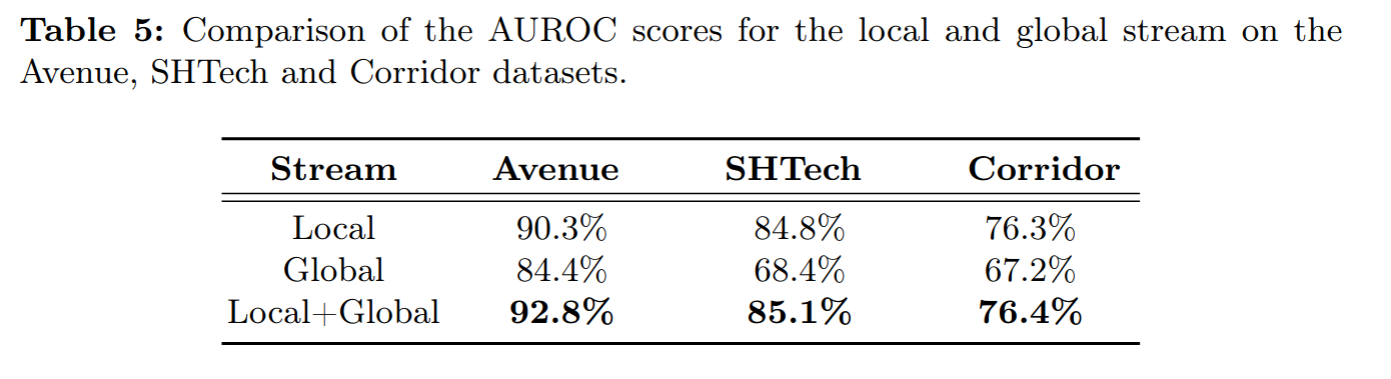 Table 5: Comparison of the AUROC scores for the local and global stream on the
Avenue, SHTech and Corridor datasets.
Stream Avenue SHTech Corridor
Local 90.3% 84.8% 76.3%
Global 84.4% 68.4% 67.2%
Local+Global 92.8% 85.1% 76.4%